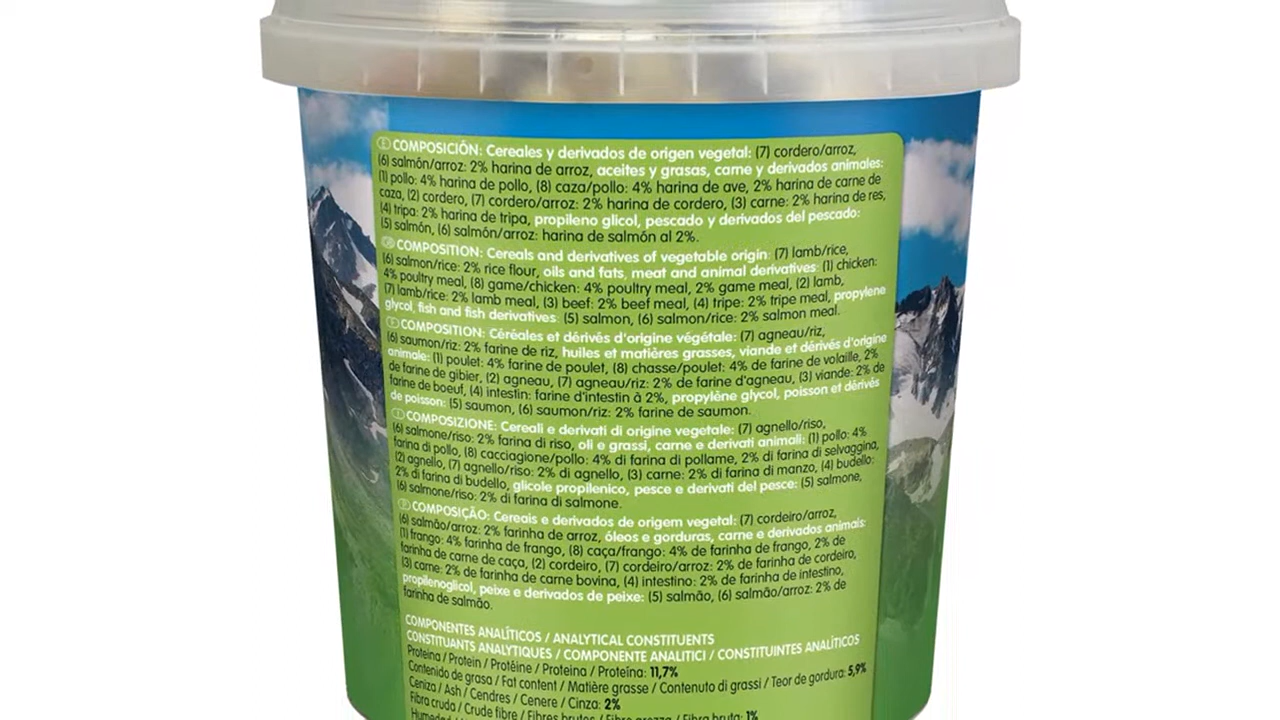 E COMPOSICIÓN: Cereales y derivados de origen vegetal: (7) cordero/arroz,
(6) salmón/arroz: 2% harina de arroz, aceites y grasas, carne y derivados animales:
(1) pollo: 4% harina de pollo, (8) caza/pollo: 4% harina de ave, 2% harina de carne de
caza, (2) cordero, (7) cordero/arroz: 2% harina de cordero, (3) carne: 2% harina de res,
(4) tripa: 2% harina de tripa, propileno glicol, pescado y derivados del pescado:
(5) salmón, (6) salmón/arroz: harina de salmón al 2%.
GB COMPOSITION: Cereals and derivatives of vegetable origin: (7) lamb/rice,
(6) salmon/rice: 2% rice flour, oils and fats, meat and animal derivatives: (1) chicken:
4% poultry meal, (8) game/chicken: 4% poultry meal, 2% game meal, (2) lamb,
(7) lamb/rice: 2% lamb meal, (3) beef: 2% beef meal, (4) tripe: 2% tripe meal, propylene
glycol, fish and fish derivatives: (5) salmon, (6) salmon/rice: 2% salmon meal.
F COMPOSITION: Céréales et dérivés d'origine végétale: (7) agneau/riz,
(6) saumon/riz: 2% farine de riz, huiles et matières grasses, viande et dérivés d'origine
animale: (1) poulet: 4% farine de poulet, (8) chasse/poulet: 4% de farine de volaille, 2%
de farine de gibier, (2) agneau, (7) agneau/riz: 2% de farine d'agneau, (3) viande: 2% de
farine de boeuf, (4) intestin: farine d'intestin à 2%, propylène glycol, poisson et dérivés
de poisson: (5) saumon, (6) saumon/riz: 2% farine de saumon.
I COMPOSIZIONE: Cereali e derivati di origine vegetale: (7) agnello/riso,
(6) salmone/riso: 2% farina di riso, oli e grassi, carne e derivati animali: (1) pollo: 4%
farina di pollo, (8) cacciagione/pollo: 4% di farina di pollame, 2% di farina di selvaggina,
(2) agnello, (7) agnello/riso: 2% di agnello, (3) carne: 2% di farina di manzo, (4) budello:
2% di farina di budello, glicole propilenico, pesce e derivati del pesce: (5) salmone,
(6) salmone/riso: 2% di farina di salmone.
COMPOSIÇÃO: Cereais e derivados de origem vegetal: (7) cordeiro/arroz,
(6) salmão/arroz: 2% farinha de arroz, óleos e gorduras, carne e derivados animais:
(1) frango: 4% farinha de frango, (8) caça/frango: 4% de farinha de frango, 2% de
farinha de carne de caça, (2) cordeiro, (7) cordeiro/arroz: 2% de farinha de cordeiro,
(3) carne: 2% de farinha de carne bovina, (4) intestino: 2% de farinha de intestino,
propilenoglicol, peixe e derivados de peixe: (5) salmão, (6) salmão/arroz: 2% de
farinha de salmão.
COMPONENTES ANALÍTICOS / ANALYTICAL CONSTITUENTS
CONSTITUANTS ANALYTIQUES / COMPONENTE ANALITICI / CONSTITUINTES ANALÍTICOS
Proteina / Protein / Protéine / Proteina / Proteína: 11,7%
Contenido de grasa / Fat content / Matière grasse / Contenuto di grassi / Teor de gordura: 5,9%
Ceniza / Ash / Cendres / Cenere / Cinza: 2%
Fibra cruda / Crude fibre / Fibres brutes / Fibra grezza / Fibra bruta: 1%